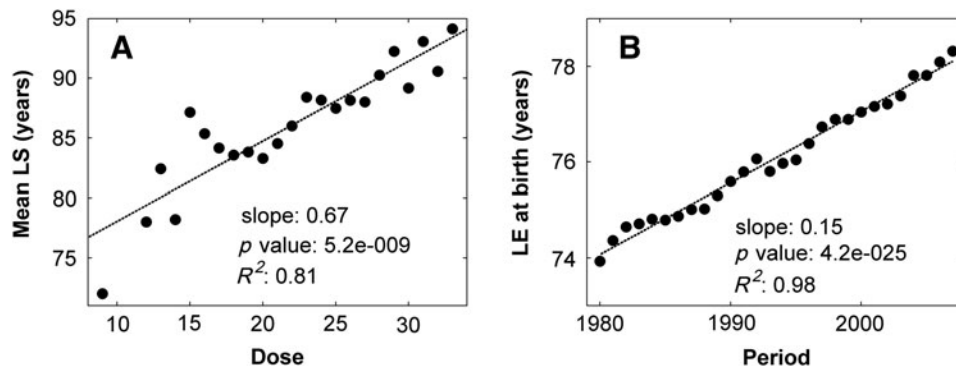 A
Mean LS (years)
95
90
85
80
75
slope: 0.67
p value: 5.2e-009
R²: 0.81
10 15 20 25 30
Dose
B
LE at birth (years)
78
76
74
slope: 0.15
p value: 4.2e-025
R²: 0.98
1980 1990 2000
Period